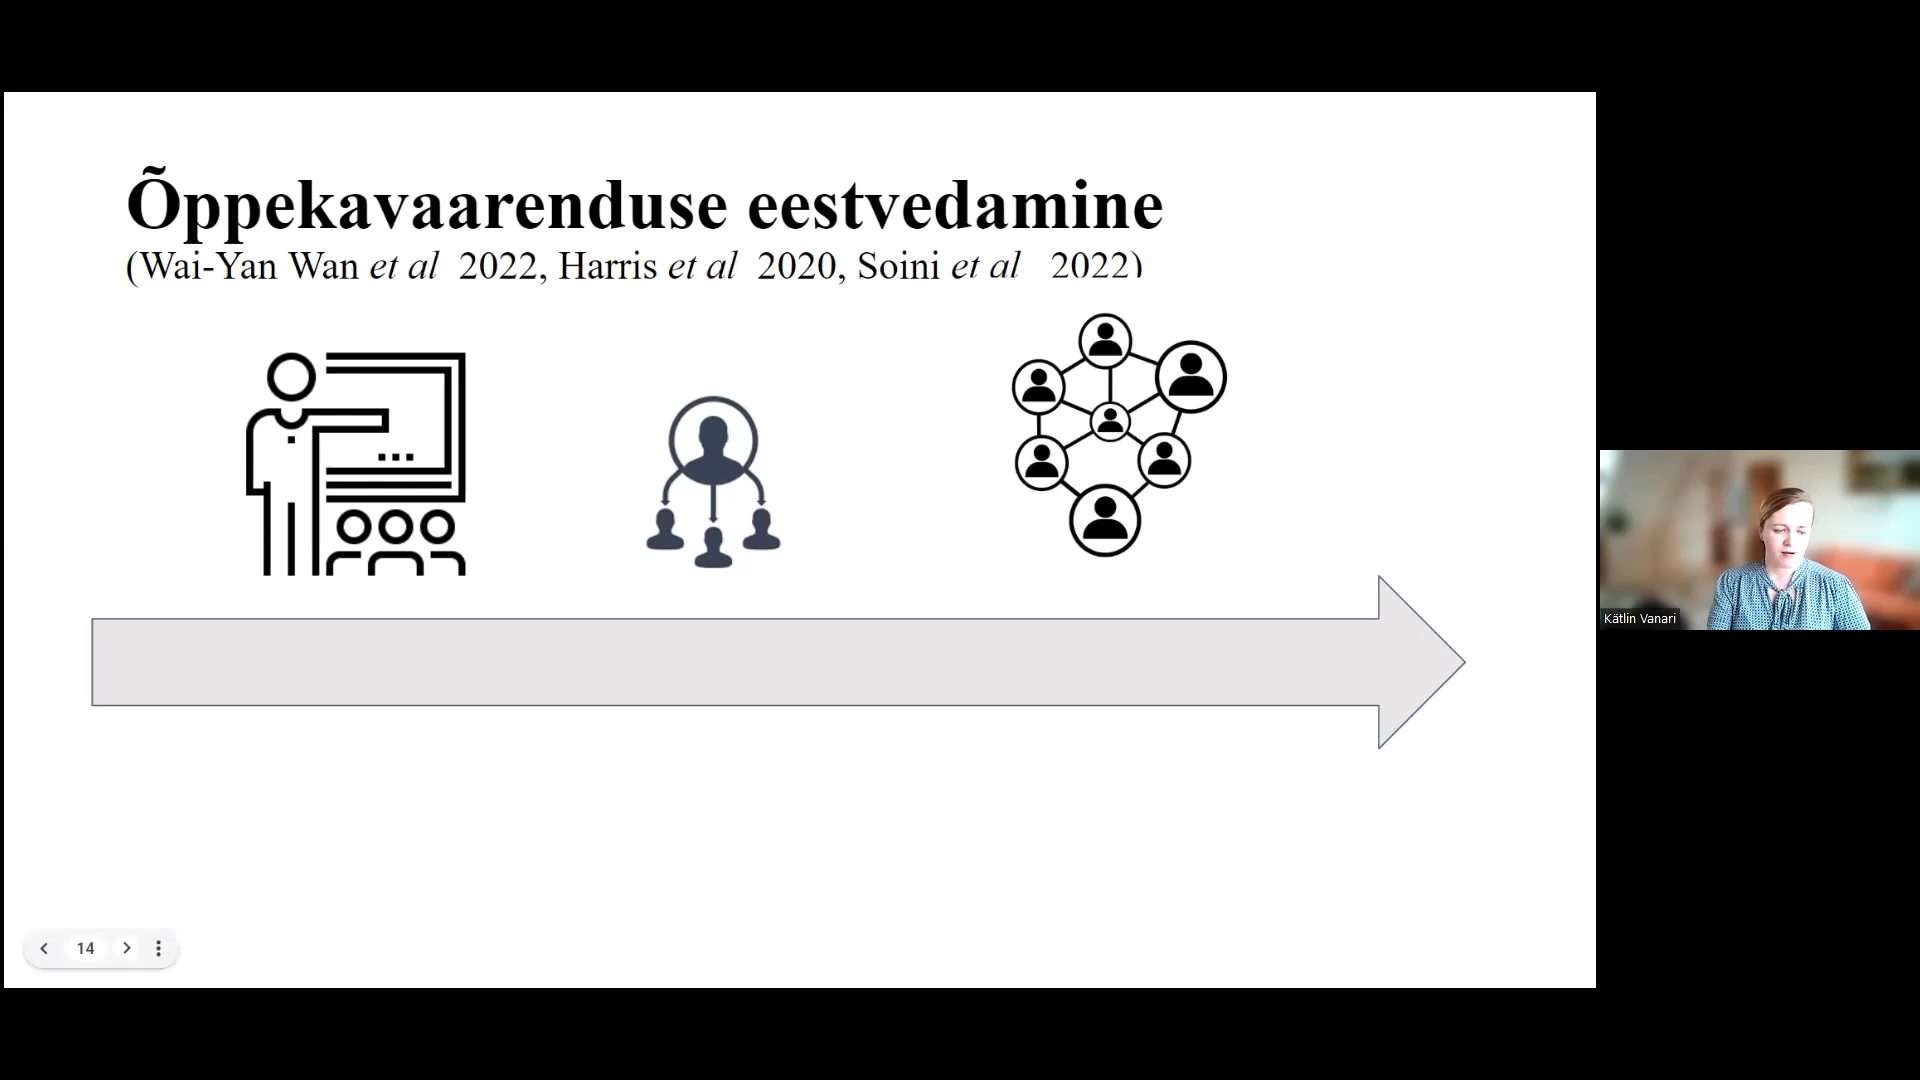 Õppekavaarenduse eestvedamine
(Wai-Yan Wan et al 2022, Harris et al 2020, Soini et al 2022)
Kätlin Vanari
14